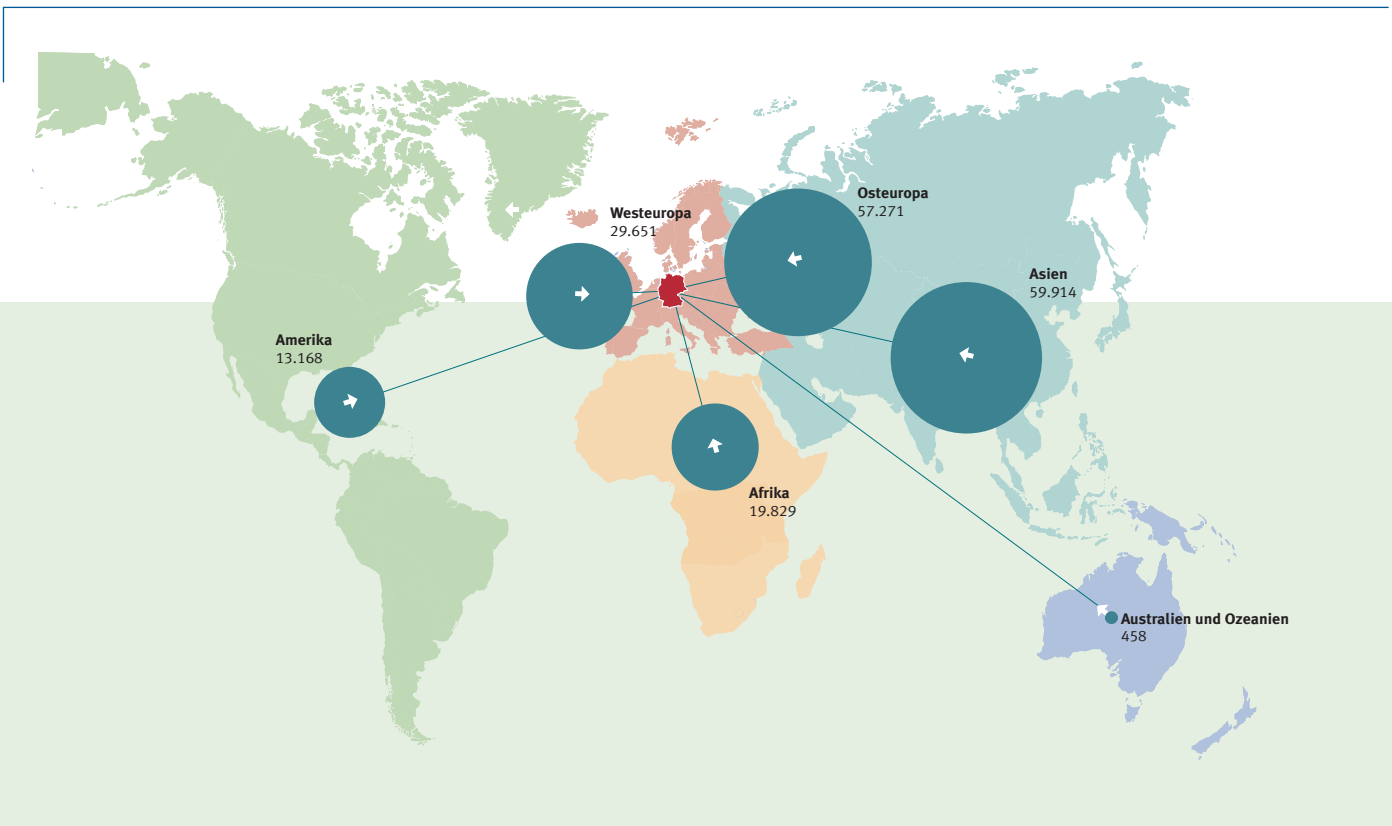 Osteuropa
57.271
Westeuropa
29.651
Asien
59.914
Amerika
13.168
Afrika
19.829
Australien und Ozeanien
458